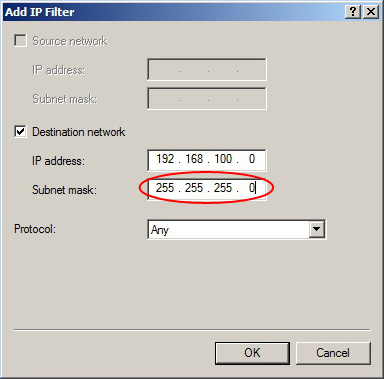 Add IP Filter
Source network
IP address: . . .
Subnet mask: . . .
Destination network
IP address: 192 . 168 . 100 . 0
Subnet mask: 255 . 255 . 255 . 0
Protocol: Any
OK Cancel